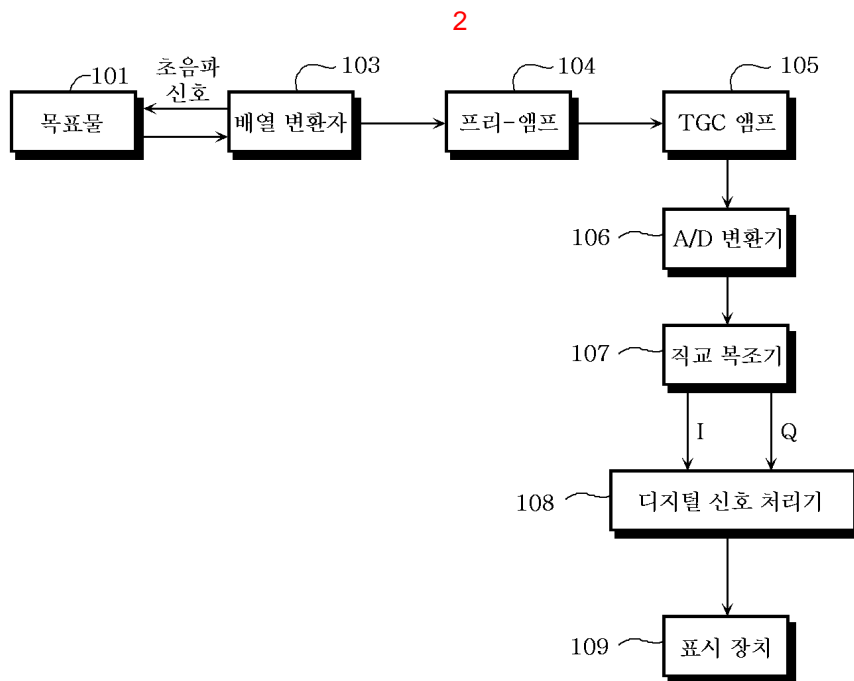 2
101
초음파
신호
103
104
105
목표물
배열 변환자
프리-앰프
TGC 앰프
106
A/D 변환기
107
직교 복조기
I
Q
108
디지털 신호 처리기
109
표시 장치